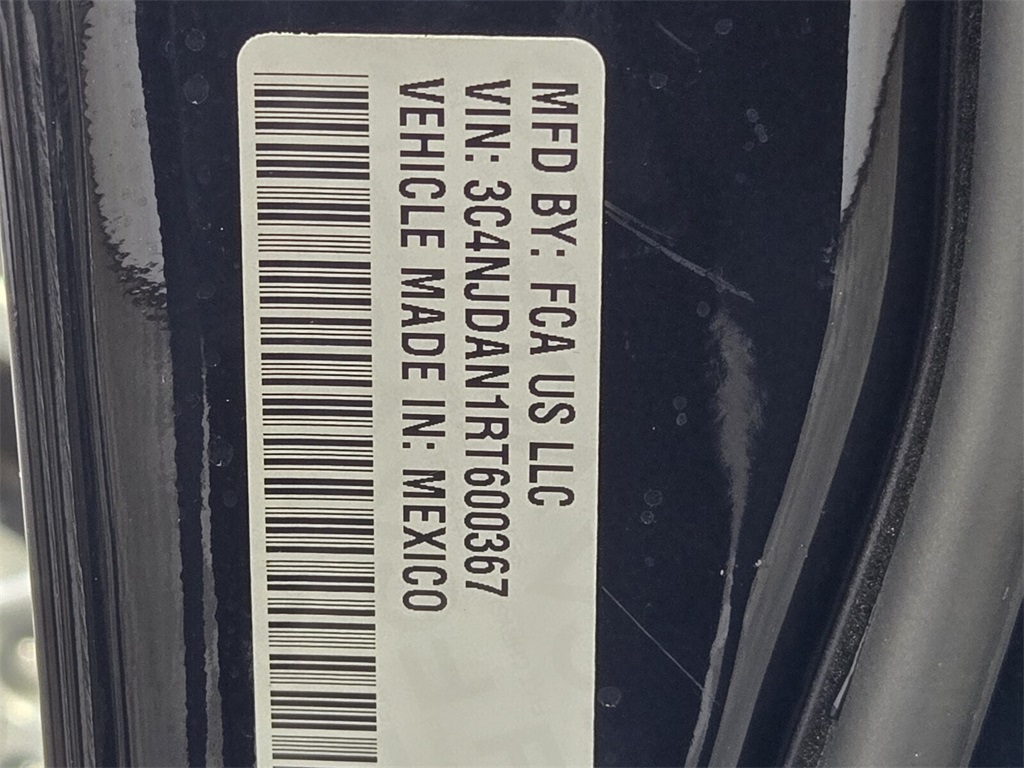 MFD BY: FCA US LLC
VIN: 3C4NJDAN1RT600367
VEHICLE MADE IN: MEXICO